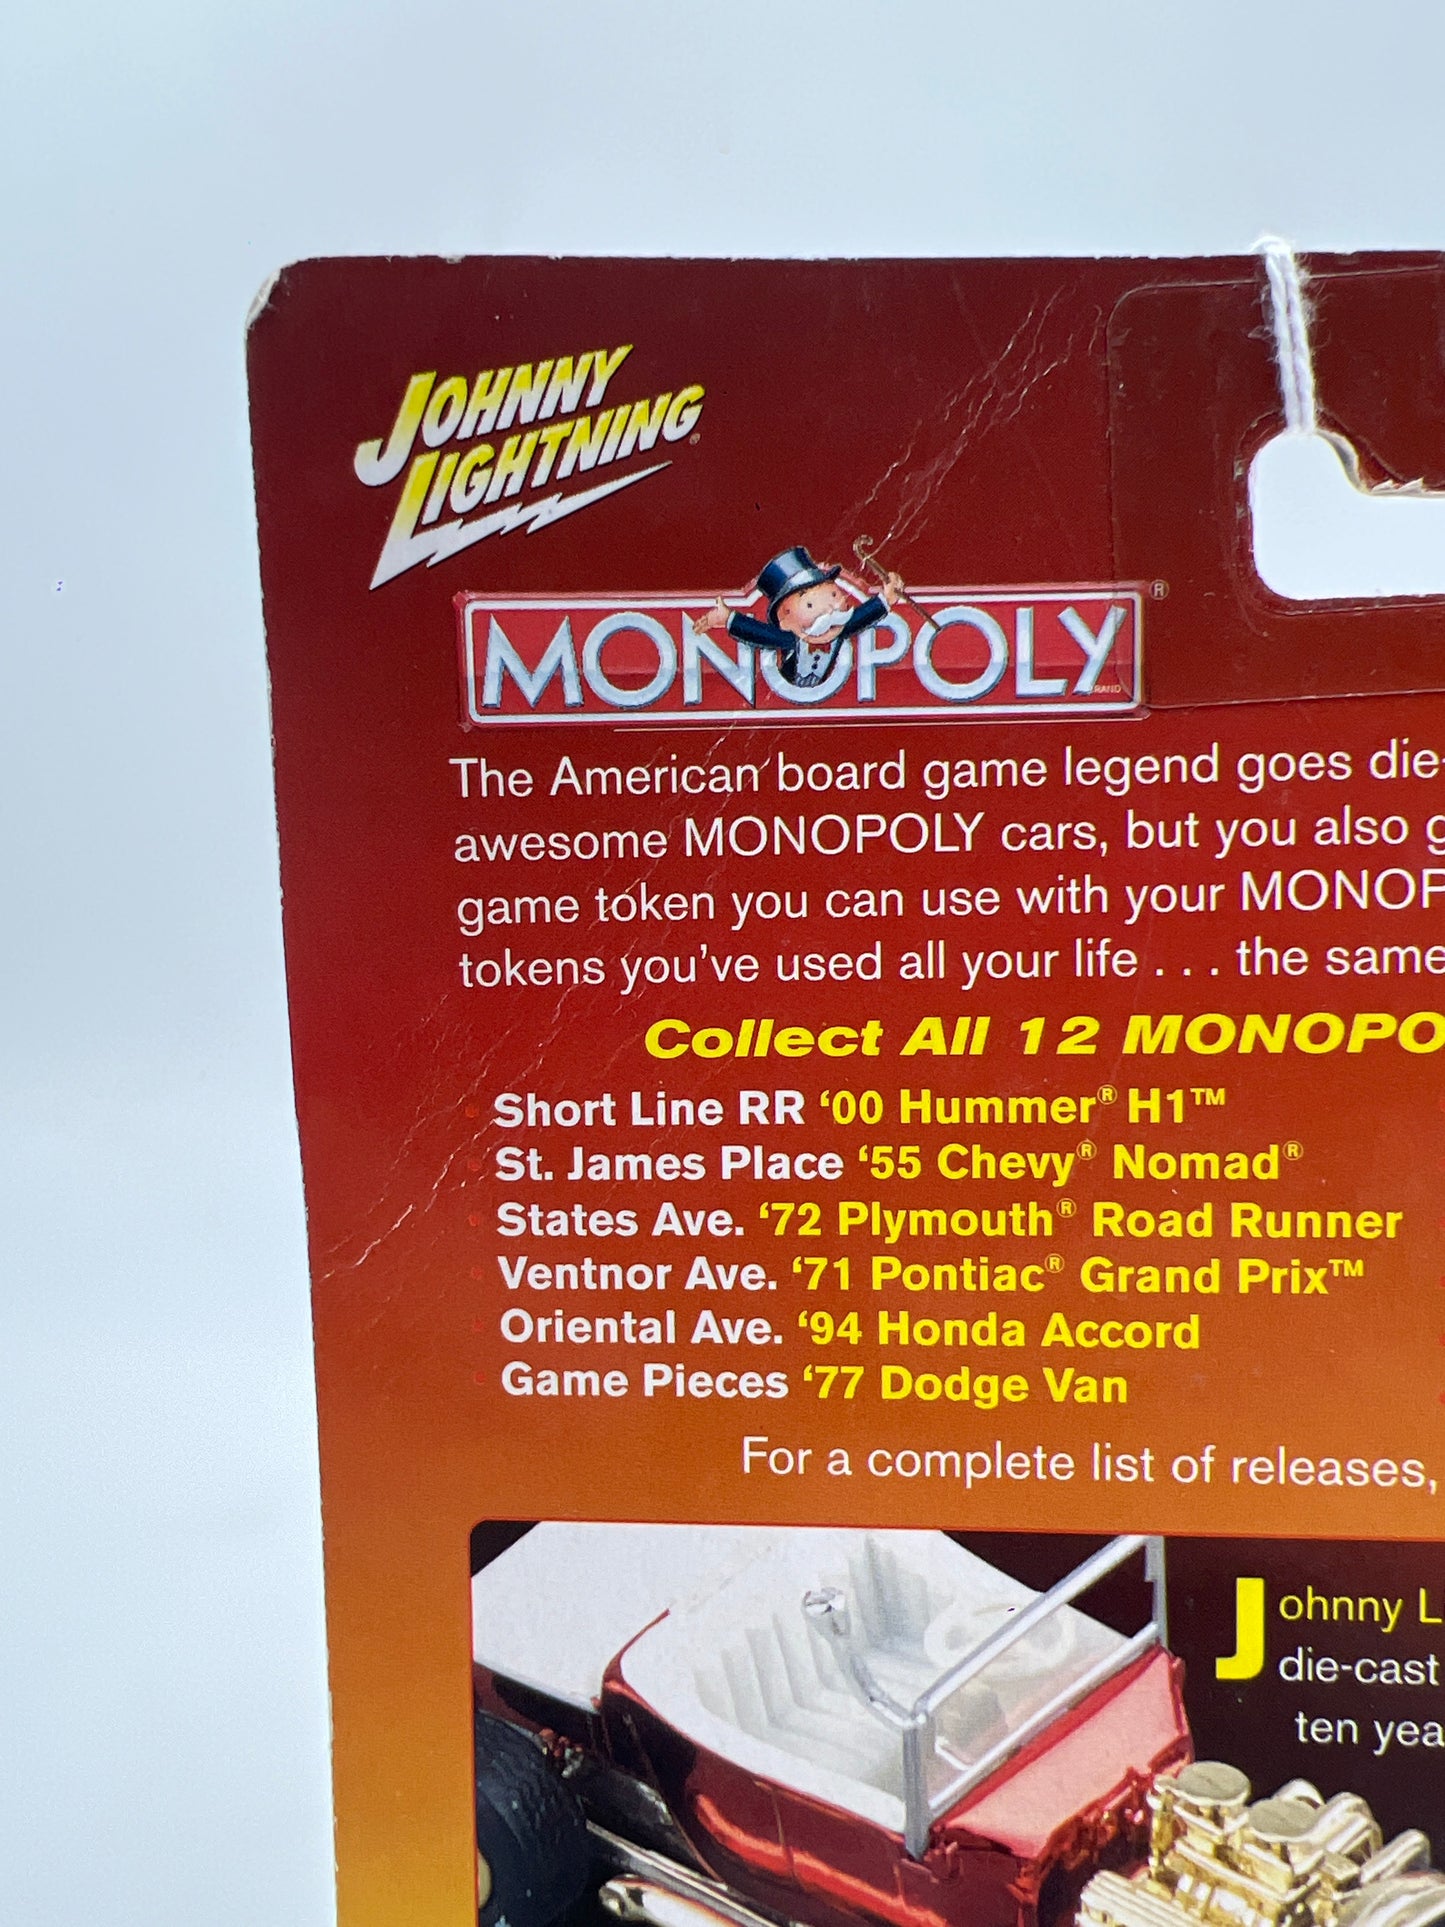 JOHNNY
LIGHTNING
MONOPOLY®
The American board game legend goes die-
awesome MONOPOLY cars, but you also g
game token you can use with your MONOP
tokens you've used all your life . . . the same
Collect All 12 MONOPO
Short Line RR ‘00 Hummer® H1™
St. James Place ‘55 Chevy® Nomad®
States Ave. ‘72 Plymouth® Road Runner
Ventnor Ave. ‘71 Pontiac® Grand Prix™
Oriental Ave. ‘94 Honda Accord
Game Pieces ‘77 Dodge Van
For a complete list of releases,
Johnny L
die-cast
ten yea